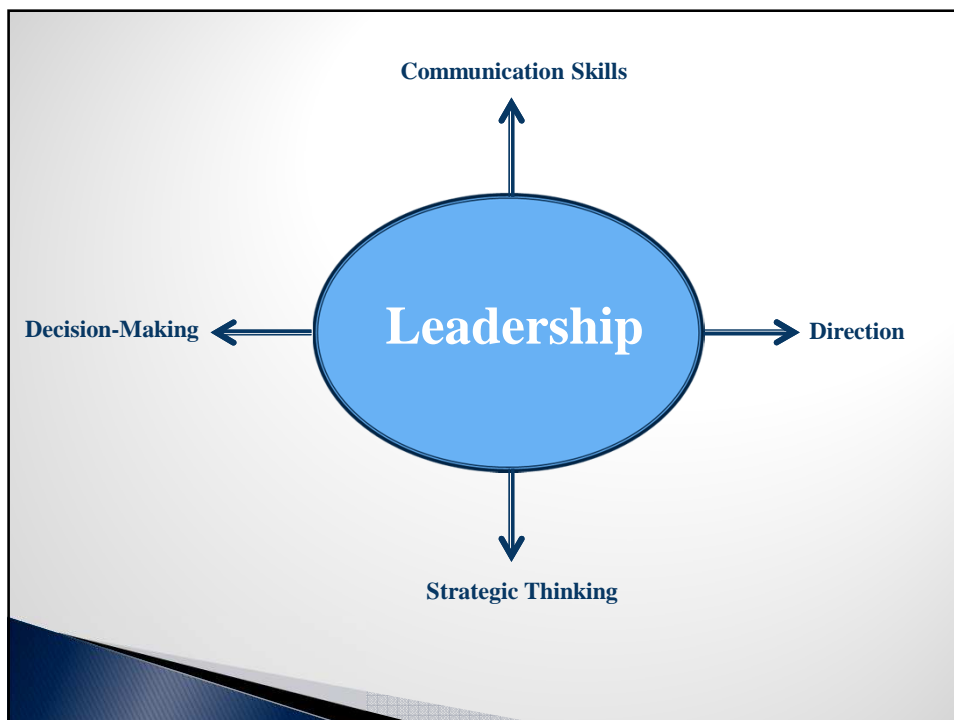 Communication Skills
Decision-Making
Leadership
Direction
Strategic Thinking